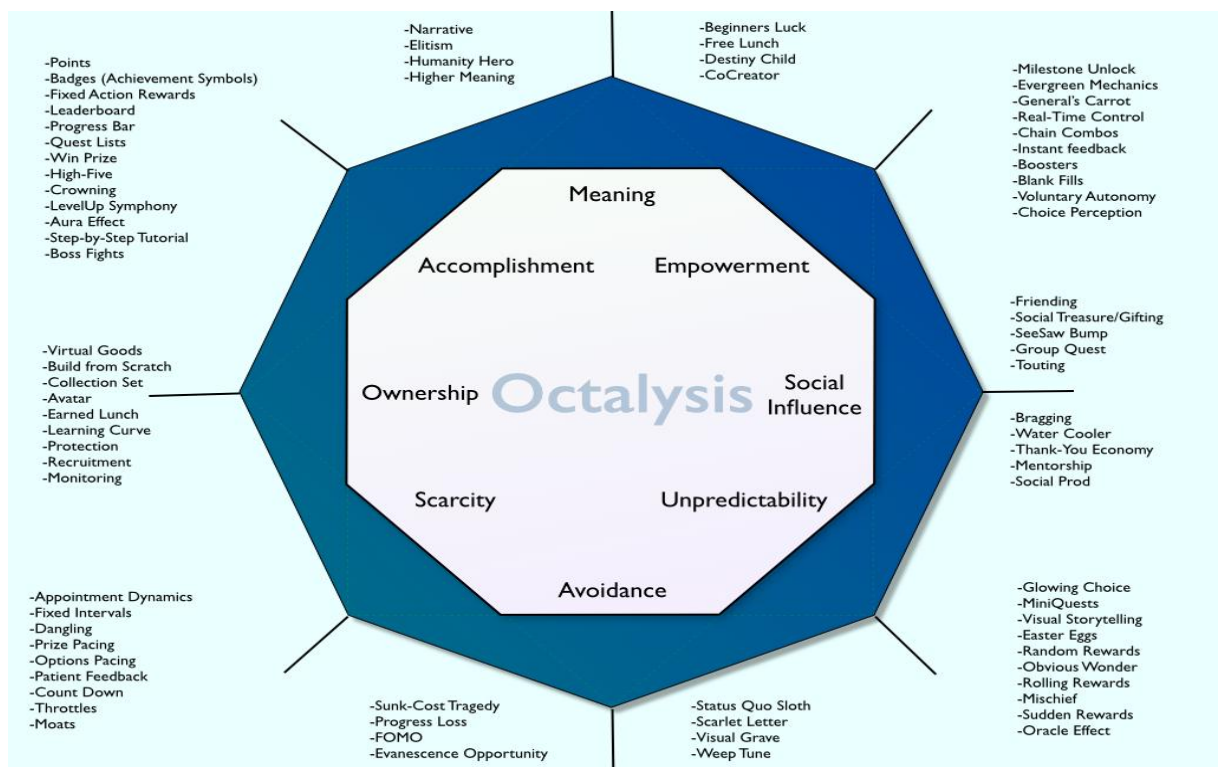 -Narrative
-Elitism
-Humanity Hero
-Higher Meaning
-Beginners Luck
-Free Lunch
-Destiny Child
-CoCreator
-Points
-Badges (Achievement Symbols)
-Fixed Action Rewards
-Leaderboard
-Progress Bar
-Quest Lists
-Win Prize
-High-Five
-Crowning
-LevelUp Symphony
-Aura Effect
-Step-by-Step Tutorial
-Boss Fights
-Milestone Unlock
-Evergreen Mechanics
-General's Carrot
-Real-Time Control
-Chain Combos
-Instant feedback
-Boosters
-Blank Fills
-Voluntary Autonomy
-Choice Perception
Meaning
Accomplishment
Empowerment
Ownership
Octalysis
Social
Influence
Scarcity
Unpredictability
Avoidance
-Virtual Goods
-Build from Scratch
-Collection Set
-Avatar
-Earned Lunch
-Learning Curve
-Protection
-Recruitment
-Monitoring
-Friending
-Social Treasure/Gifting
-SeeSaw Bump
-Group Quest
-Touting
-Bragging
-Water Cooler
-Thank-You Economy
-Mentorship
-Social Prod
-Appointment Dynamics
-Fixed Intervals
-Dangling
-Prize Pacing
-Options Pacing
-Patient Feedback
-Count Down
-Throttles
-Moats
-Sunk-Cost Tragedy
-Progress Loss
-FOMO
-Evanescence Opportunity
-Status Quo Sloth
-Scarlet Letter
-Visual Grave
-Weep Tune
-Glowing Choice
-MiniQuests
-Visual Storytelling
-Easter Eggs
-Random Rewards
-Obvious Wonder
-Rolling Rewards
-Mischief
-Sudden Rewards
-Oracle Effect